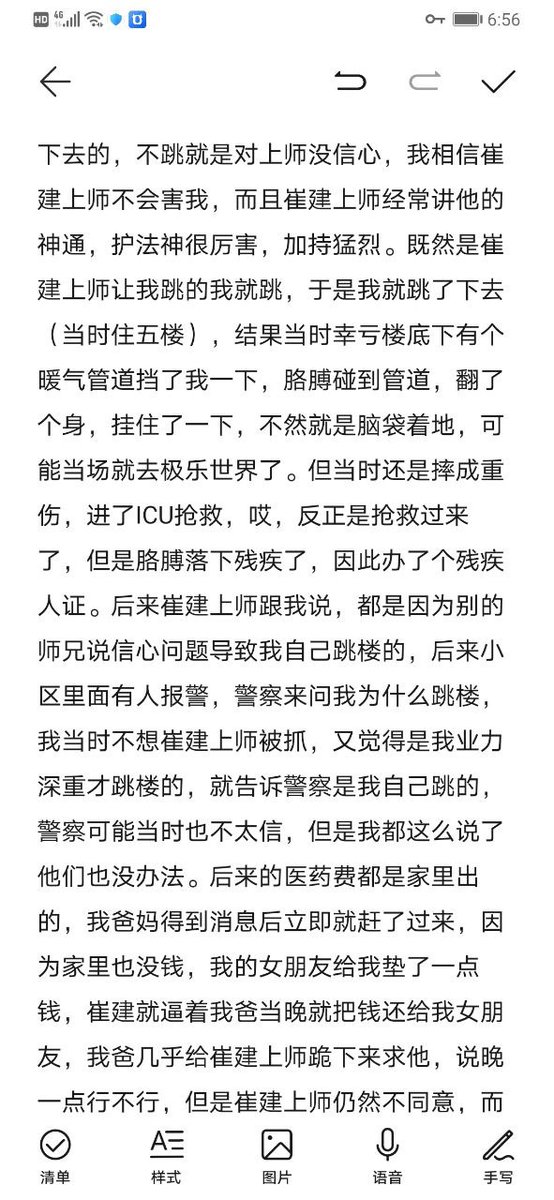 HD 4G 6:56
下去的，不跳就是对上师没信心，我相信崔
建上师不会害我，而且崔建上师经常讲他的
神通，护法神很厉害，加持猛烈。既然是崔
建上师让我跳的我就跳，于是我就跳了下去
（当时住五楼），结果当时幸亏楼底下有个
暖气管道挡了我一下，胳膊碰到管道，翻了
个身，挂住了一下，不然就是脑袋着地，可
能当场就去极乐世界了。但当时还是摔成重
伤，进了ICU抢救，哎，反正是抢救过来
了，但是胳膊落下残疾了，因此办了个残疾
人证。后来崔建上师跟我说，都是因为别的
师兄说信心问题导致我自己跳楼的，后来小
区里面有人报警，警察来问我为什么跳楼，
我当时不想崔建上师被抓，又觉得是我业力
深重才跳楼的，就告诉警察是我自己跳的，
警察可能当时也不太信，但是我都这么说了
他们也没办法。后来的医药费都是家里出
的，我爸妈得到消息后立即就赶了过来，因
为家里也没钱，我的女朋友给我垫了一点
钱，崔建就逼着我爸当晚就把钱还给我女朋
友，我爸几乎给崔建上师跪下来求他，说晚
一点行不行，但是崔建上师仍然不同意，而
清单 样式 图片 语音 手写